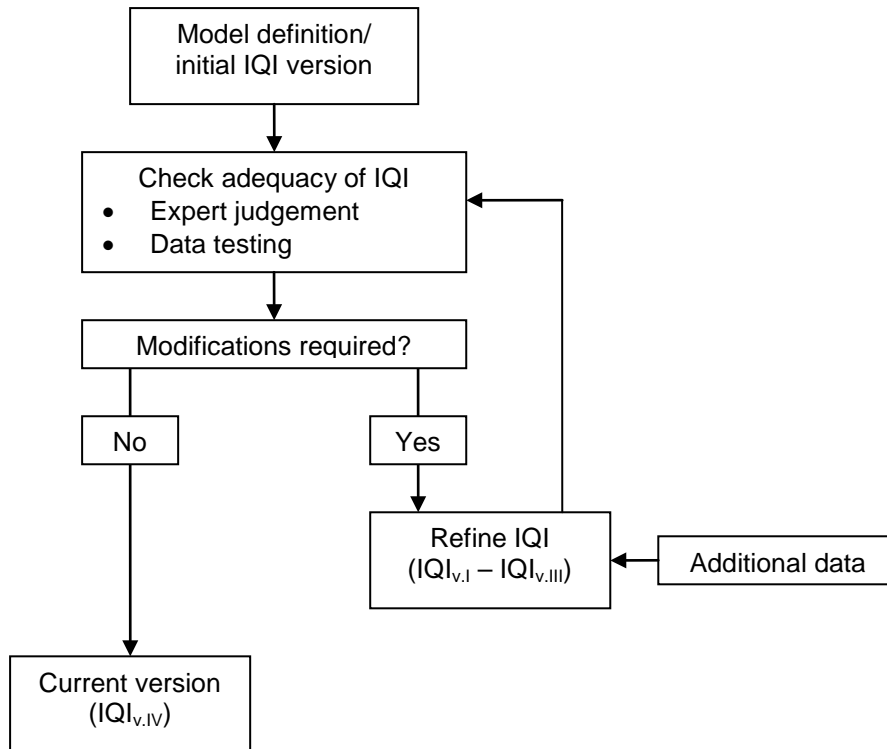 Model definition/
initial IQI version
Check adequacy of IQI
• Expert judgement
• Data testing
Modifications required?
No
Yes
Refine IQI
(IQIv.I – IQIv.III)
Additional data
Current version
(IQIv.IV)